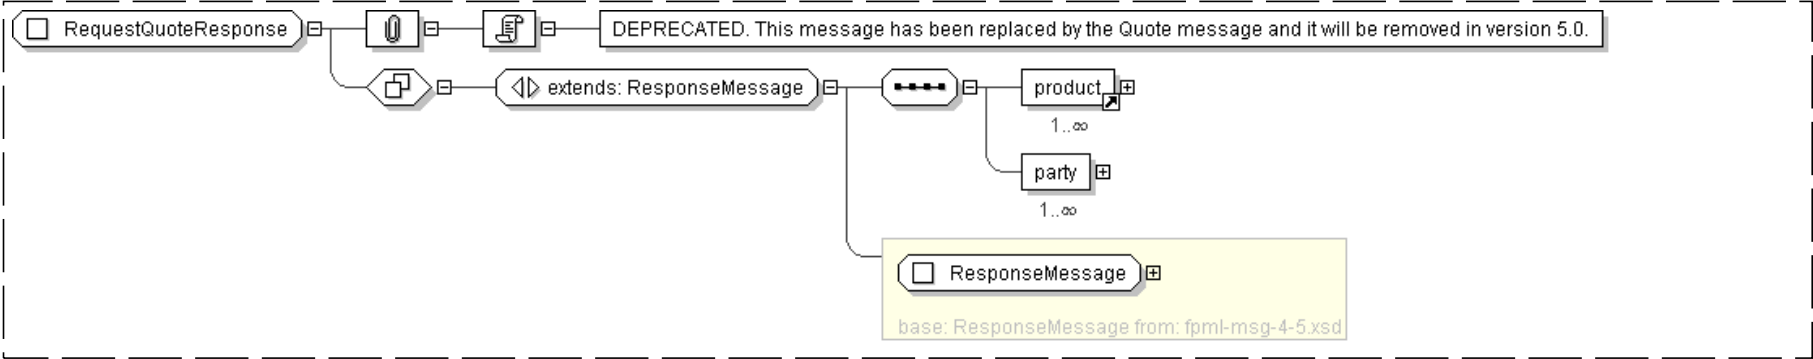 RequestQuoteResponse
DEPRECATED. This message has been replaced by the Quote message and it will be removed in version 5.0.
extends: ResponseMessage
product
1..∞
party
1..∞
ResponseMessage
base: ResponseMessage from: fpml-msg-4-5.xsd